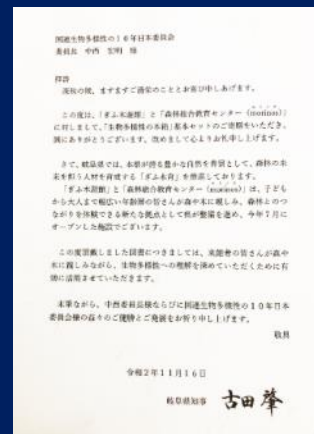 国連生物多様性の10年日本委員会
委員長 中西 宏明 様
拝啓
深秋の候、ますますご清栄のこととお喜び申しあげます。
この度は、「ぎふ木遊館」と「森林総合教育センター（morinos）」
に対しまして、「生物多様性の本箱」基本セットのご寄贈をいただき、
誠にありがとうございます。改めまして心よりお礼申し上げます。
さて、岐阜県では、本県が誇る豊かな自然を背景として、森林の未
来を担う人材を育成する「ぎふ木育」を推進しております。
「ぎふ木遊館」と「森林総合教育センター（morinos）」は、子ども
から大人まで幅広い年齢層の皆さんが森や木に親しみ、森林とのつ
ながりを体験できる新たな拠点として県が整備を進め、今年7月に
オープンした施設でございます。
この度頂戴しました図書につきましては、来館者の皆さんが森や
木に親しみながら、生物多様性への理解を深めていただくために有
効に活用させていただきます。
末筆ながら、中西委員長様ならびに国連生物多様性の10年日本
委員会様の益々のご健勝とご発展をお祈り申し上げます。
敬具
令和2年11月16日
岐阜県知事 古田 肇